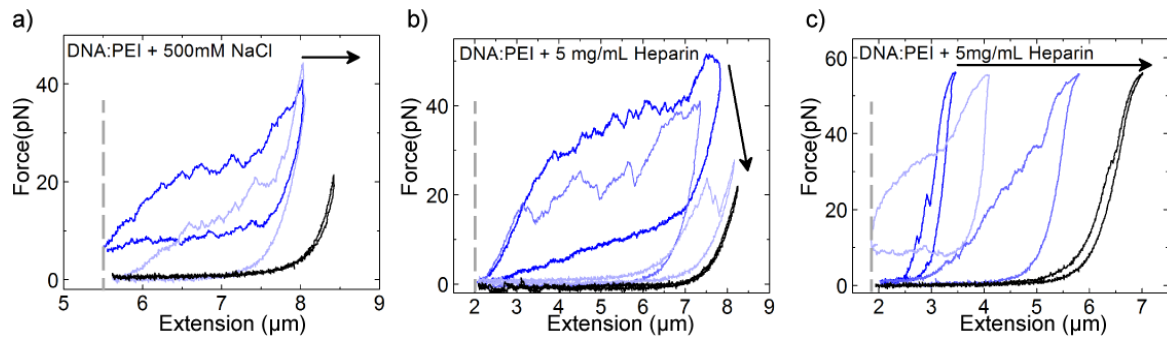 a)
DNA:PEI + 500mM NaCl
Force(pN)
40
20
0
5 6 7 8 9
Extension (µm)
b)
DNA:PEI + 5 mg/mL Heparin
Force(pN)
40
20
0
2 3 4 5 6 7 8 9
Extension (µm)
c)
DNA:PEI + 5mg/mL Heparin
Force(pN)
60
40
20
0
2 3 4 5 6 7
Extension (µm)